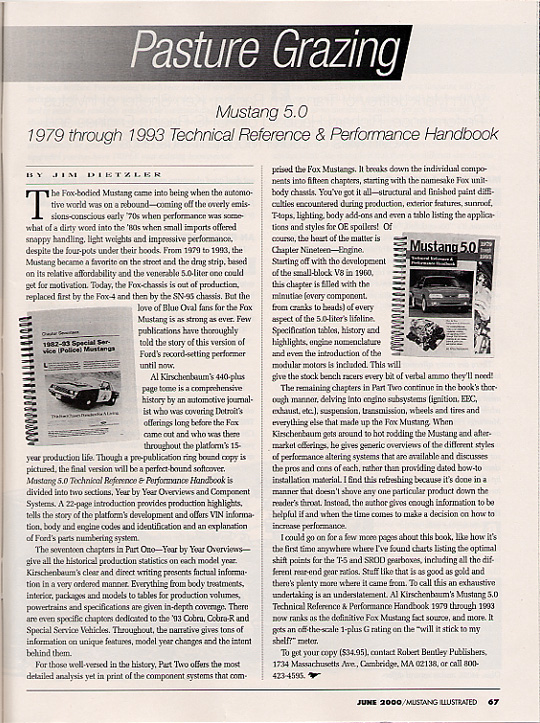 Pasture Grazing
Mustang 5.0
1979 through 1993 Technical Reference & Performance Handbook
BY JIM DIETZLER
The Fox-bodied Mustang came into being when the automo-
tive world was on a rebound—coming off the overly emis-
sions-conscious early '70s when performance was some-
what of a dirty word into the '80s when small imports offered
snappy handling, light weights and impressive performance,
despite the four-pots under their hoods. From 1979 to 1993, the
Mustang became a favorite on the street and the drag strip, based
on its relative affordability and the venerable 5.0-liter one could
get for motivation. Today, the Fox-chassis is out of production,
replaced first by the Fox-4 and then by the SN-95 chassis. But the
love of Blue Oval fans for the Fox
Mustang is as strong as ever. Few
publications have thoroughly
told the story of this version of
Ford's record-setting performer
until now.
Al Kirschenbaum's 440-plus
page tome is a comprehensive
history by an automotive journal-
ist who was covering Detroit's
offerings long before the Fox
came out and who was there
throughout the platform's 15-
year production life. Though a pre-publication ring bound copy is
pictured, the final version will be a perfect-bound softcover.
Mustang 5.0 Technical Reference & Performance Handbook is
divided into two sections, Year by Year Overviews and Component
Systems. A 22-page introduction provides production highlights,
tells the story of the platform's development and offers VIN informa-
tion, body and engine codes and identification and an explanation
of Ford's parts numbering system.
The seventeen chapters in Part One—Year by Year Overviews—
give all the historical production statistics on each model year.
Kirschenbaum's clear and direct writing presents factual informa-
tion in a very ordered manner. Everything from body treatments,
interior, packages and models to tables for production volumes,
powertrains and specifications are given in-depth coverage. There
are even specific chapters dedicated to the '93 Cobra, Cobra-R and
Special Service Vehicles. Throughout, the narrative gives tons of
information on unique features, model year changes and the intent
behind them.
For those well-versed in the history, Part Two offers the most
detailed analysis yet in print of the component systems that com-
Chapter Seventeen
1982–93 Special Ser-
vice (Police) Mustangs
prised the Fox Mustangs. It breaks down the individual compo-
nents into fifteen chapters, starting with the namesake Fox unit-
body chassis. You've got it all—structural and finished paint diffi-
culties encountered during production, exterior features, sunroof,
T-tops, lighting, body add-ons and even a table listing the applica-
tions and styles for OE spoilers! Of
course, the heart of the matter is
Chapter Nineteen—Engine.
Starting off with the development
of the small-block V8 in 1960,
this chapter is filled with the
minutiae (every component,
from cranks to heads) of every
aspect of the 5.0-liter's lifeline.
Specification tables, history and
highlights, engine nomenclature
and even the introduction of the
modular motors is included. This will
give the stock bench racers every bit of verbal ammo they'll need!
The remaining chapters in Part Two continue in the book's thor-
ough manner, delving into engine subsystems (ignition, EEC,
exhaust, etc.), suspension, transmission, wheels and tires and
everything else that made up the Fox Mustang. When
Kirschenbaum gets around to hot rodding the Mustang and after-
market offerings, he gives generic overviews of the different styles
of performance altering systems that are available and discusses
the pros and cons of each, rather than providing dated how-to
installation material. I find this refreshing because it's done in a
manner that doesn't shove any one particular product down the
reader's throat. Instead, the author gives enough information to be
helpful if and when the time comes to make a decision on how to
increase performance.
I could go on for a few more pages about this book, like how it's
the first time anywhere where I've found charts listing the optimal
shift points for the T-5 and SROD gearboxes, including all the dif-
ferent rear-end gear ratios. Stuff like that is as good as gold and
there's plenty more where it came from. To call this an exhaustive
undertaking is an understatement. Al Kirschenbaum's Mustang 5.0
Technical Reference & Performance Handbook 1979 through 1993
now ranks as the definitive Fox Mustang fact source, and more. It
gets an off-the-scale 1-plus G rating on the "will it stick to my
shelf?" meter.
To get your copy ($34.95), contact Robert Bentley Publishers,
1734 Massachusetts Ave., Cambridge, MA 02138, or call 800-
423-4595.
Mustang 5.0
Technical Reference &
Performance Handbook
JUNE 2000/MUSTANG ILLUSTRATED 67